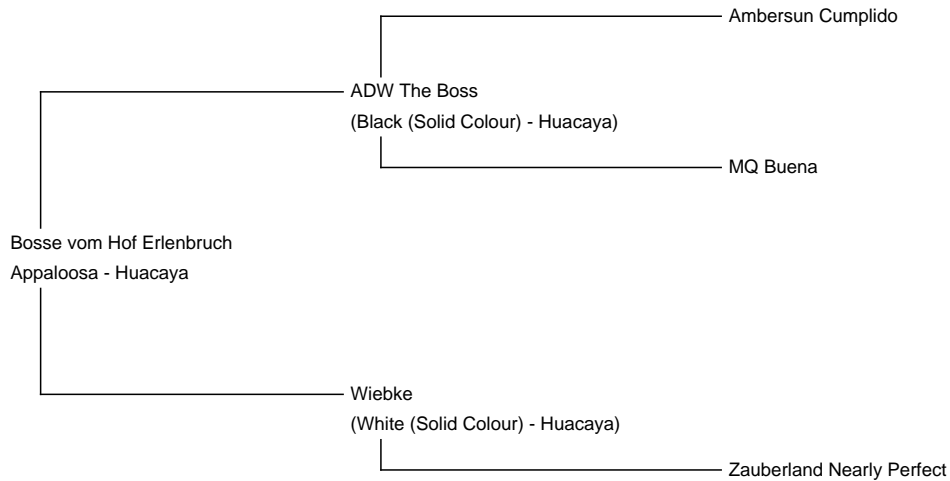 Ambersun Cumplido
ADW The Boss
(Black (Solid Colour) - Huacaya)
MQ Buena
Bosse vom Hof Erlenbruch
Appaloosa - Huacaya
Wiebke
(White (Solid Colour) - Huacaya)
Zauberland Nearly Perfect